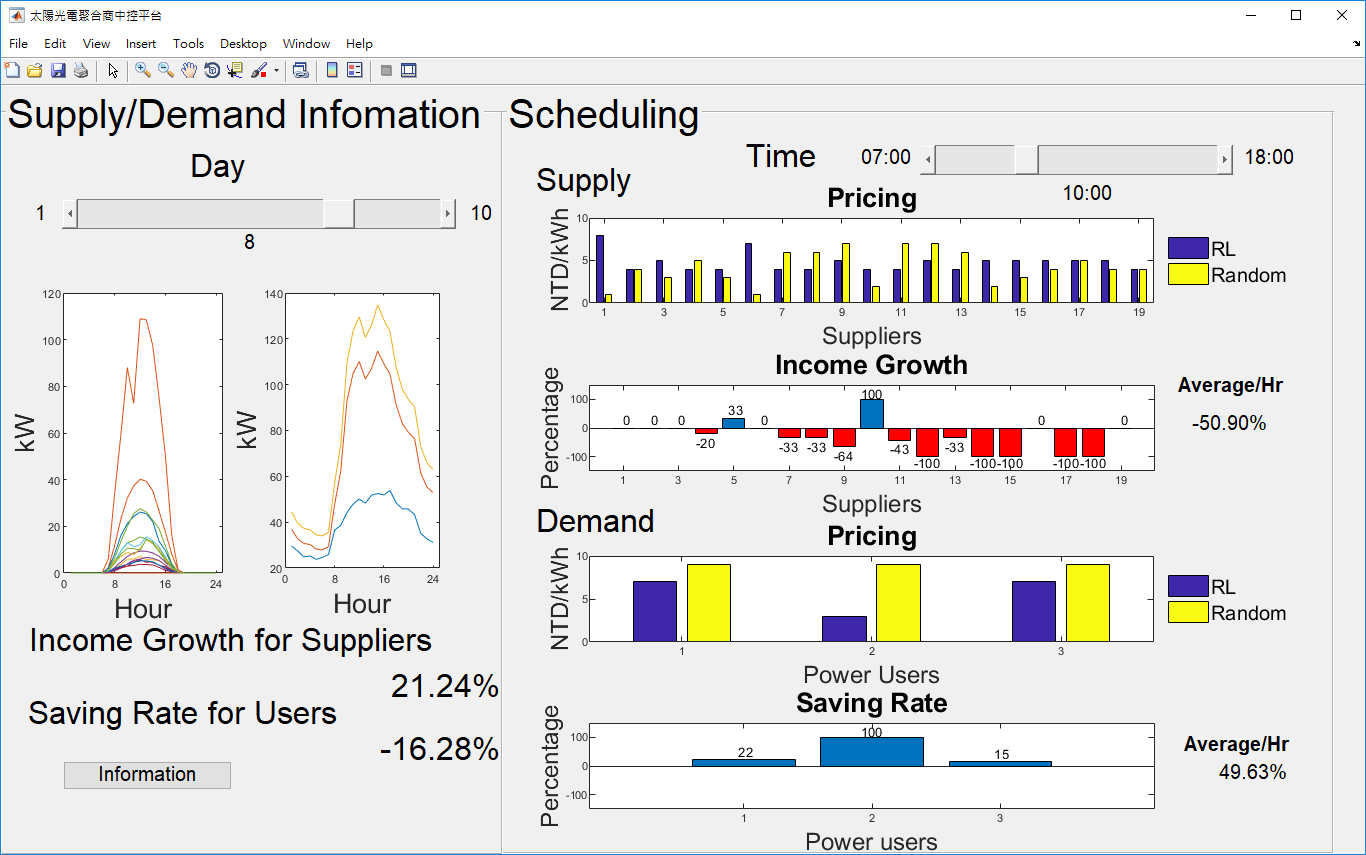 太陽光電聚合商中控平台
File Edit View Insert Tools Desktop Window Help
Supply/Demand Infomation
Day
1
10
8
120
100
80
60
40
20
0
kW
0 8 16 24
Hour
140
120
100
80
60
40
20
kW
0 8 16 24
Hour
Income Growth for Suppliers
21.24%
Saving Rate for Users
-16.28%
Information
Scheduling
Time
07:00
18:00
10:00
Supply
Pricing
NTD/kWh
10
5
0
1 3 5 7 9 11 13 15 17 19
Suppliers
RL
Random
Income Growth
Percentage
100
0
-100
0 0 0 -20 33 0 -33 -33 -64 100 -43 -100 -33 -100 -100 0 -100 -100 0
1 3 5 7 9 11 13 15 17 19
Suppliers
Average/Hr
-50.90%
Demand
Pricing
NTD/kWh
10
5
0
1 2 3
Power Users
RL
Random
Saving Rate
Percentage
100
0
-100
22 100 15
1 2 3
Power users
Average/Hr
49.63%